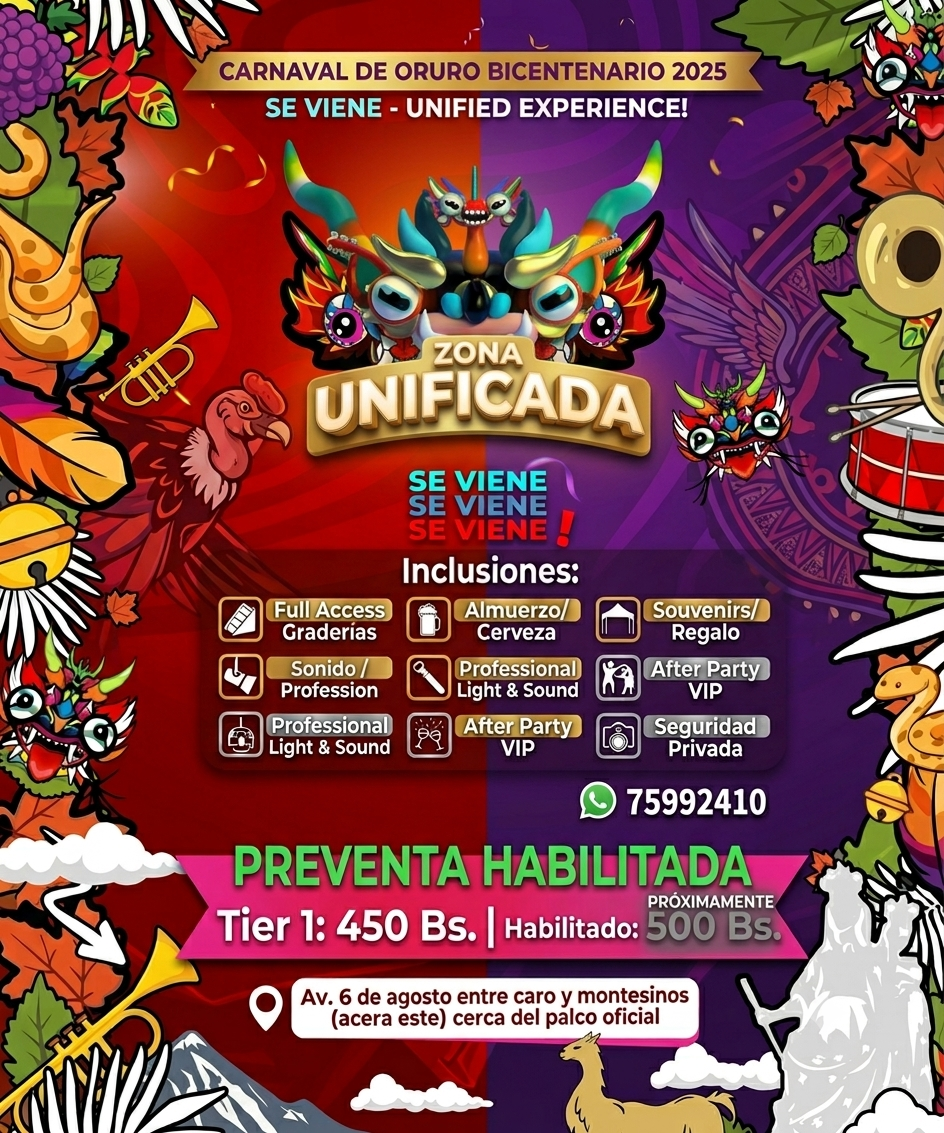 CARNAVAL DE ORURO BICENTENARIO 2025
SE VIENE - UNIFIED EXPERIENCE!
ZONA
UNIFICADA
SE VIENE
SE VIENE
SE VIENE !
Inclusiones:
Full Access
Graderías
Almuerzo/
Cerveza
Souvenirs/
Regalo
Sonido /
Profession
Professional
Light & Sound
After Party
VIP
Professional
Light & Sound
After Party
VIP
Seguridad
Privada
75992410
PREVENTA HABILITADA
PRÓXIMAMENTE
Tier 1: 450 Bs. | Habilitado: 500 Bs.
Av. 6 de agosto entre caro y montesinos
(acera este) cerca del palco oficial